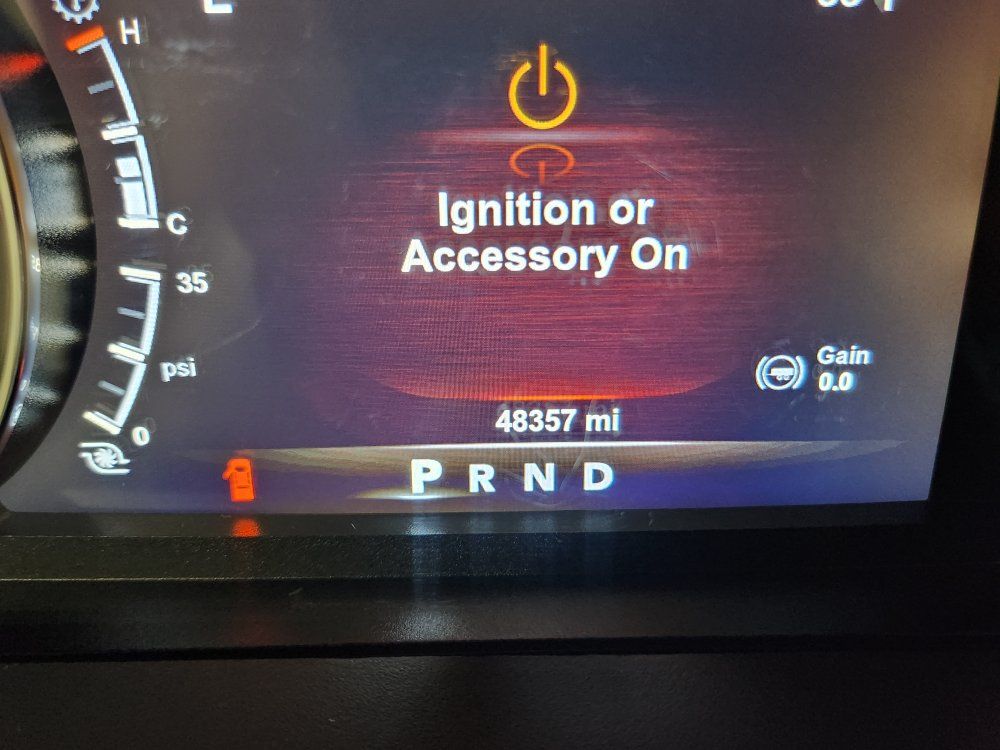 H
Ignition or
Accessory On
C
35
psi
Gain
0.0
0
48357 mi
P R N D